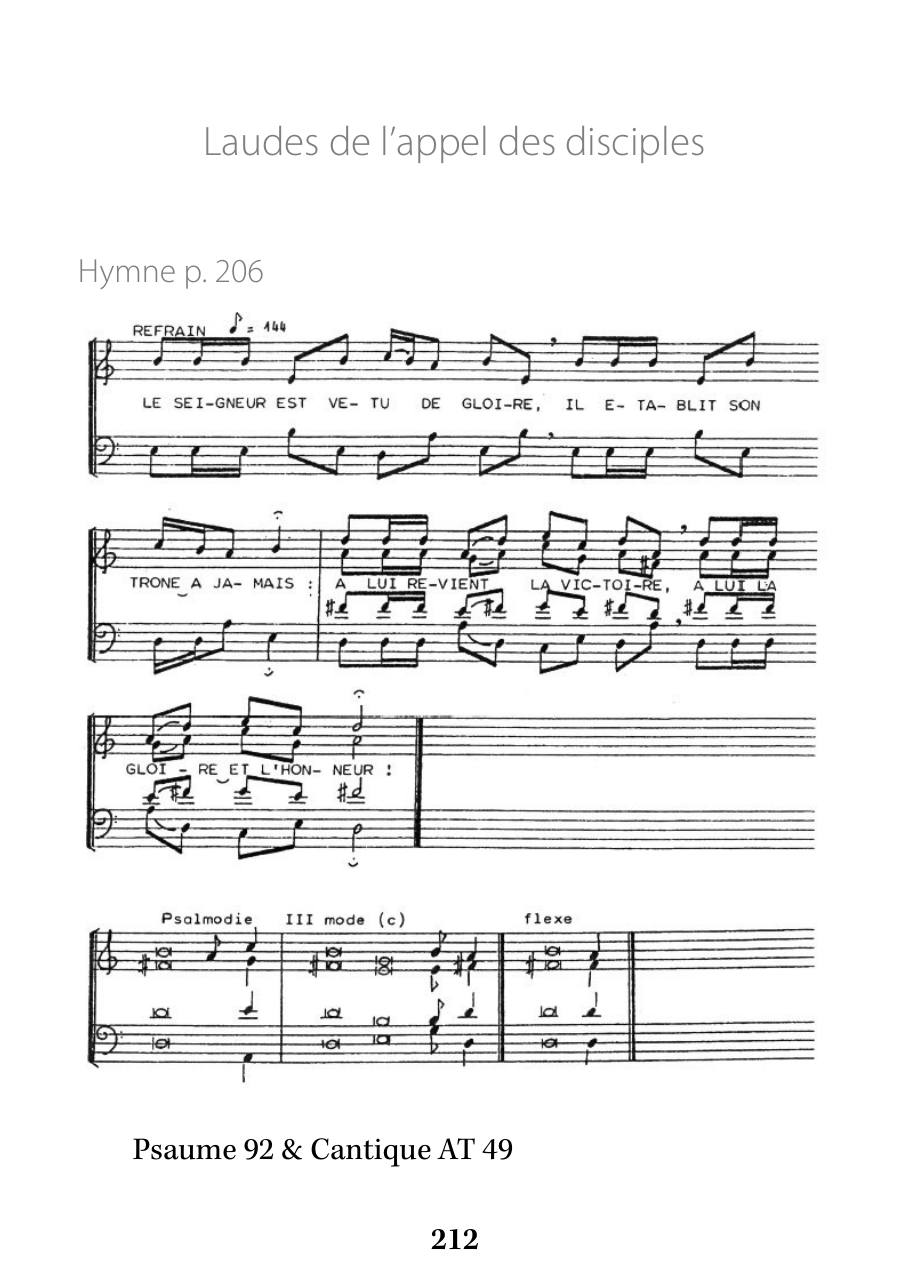 Laudes de l’appel des disciples
Hymne p. 206
REFRAIN ♪ = 144
LE SEI-GNEUR EST VE- TU DE GLOI-RE, IL E- TA- BLIT SON
TRONE A JA- MAIS : A LUI RE-VIENT LA VIC-TOI-RE, A LUI LA
GLOI - RE ET L'HON- NEUR !
Psalmodie III mode (c) flexe
Psaume 92 & Cantique AT 49
212